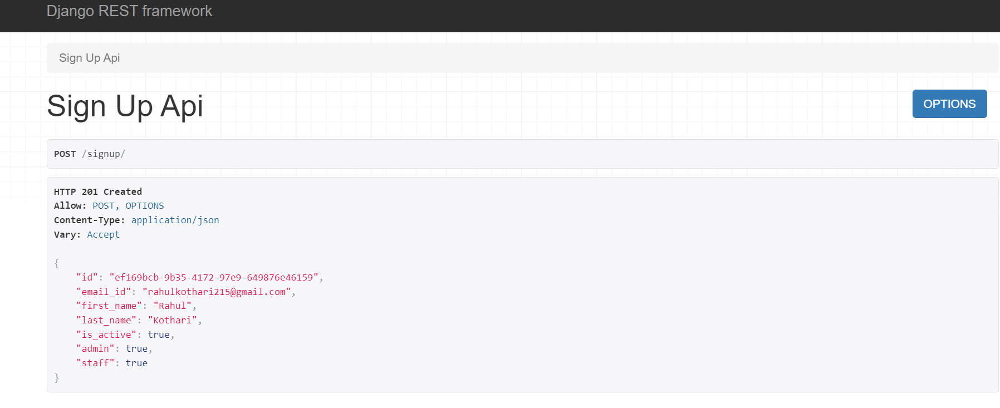 Django REST framework
Sign Up Api
Sign Up Api
OPTIONS
POST /signup/
HTTP 201 Created
Allow: POST, OPTIONS
Content-Type: application/json
Vary: Accept
{
    "id": "ef169bcb-9b35-4172-97e9-649876e46159",
    "email_id": "rahulkothari215@gmail.com",
    "first_name": "Rahul",
    "last_name": "Kothari",
    "is_active": true,
    "admin": true,
    "staff": true
}